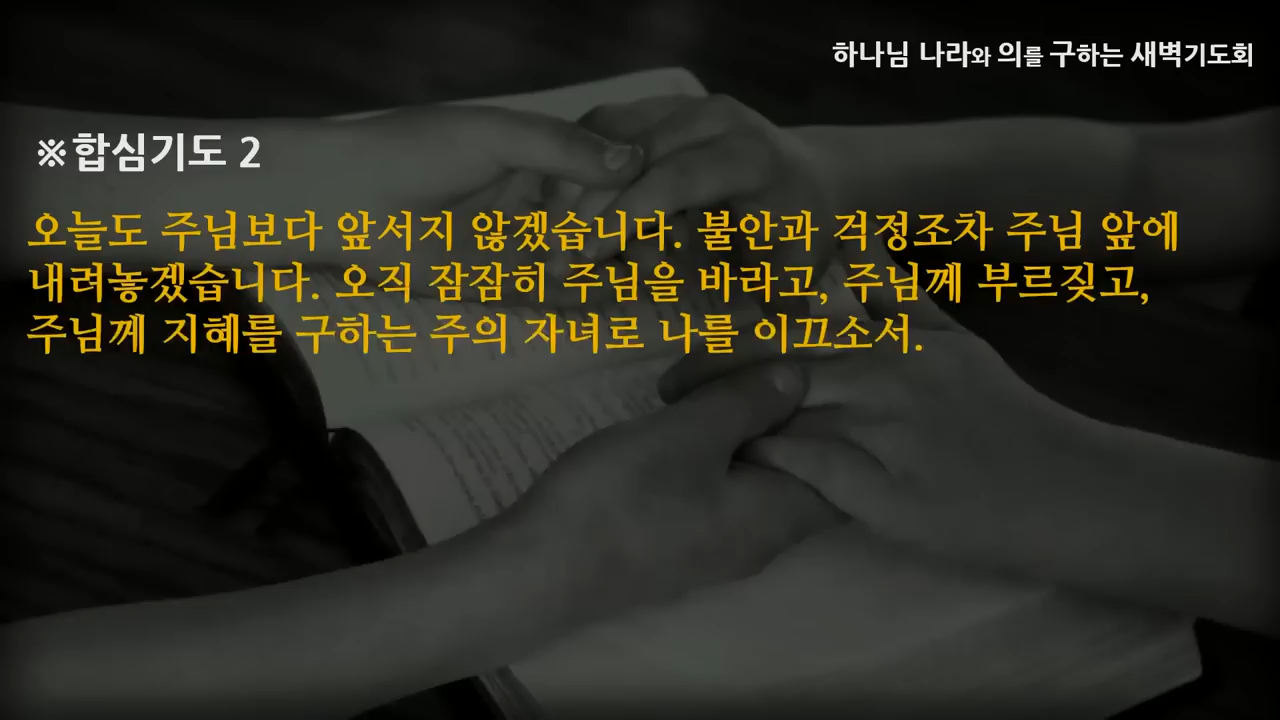 하나님 나라와 의를 구하는 새벽기도회
※합심기도 2
오늘도 주님보다 앞서지 않겠습니다. 불안과 걱정조차 주님 앞에
내려놓겠습니다. 오직 잠잠히 주님을 바라고, 주님께 부르짖고,
주님께 지혜를 구하는 주의 자녀로 나를 이끄소서.